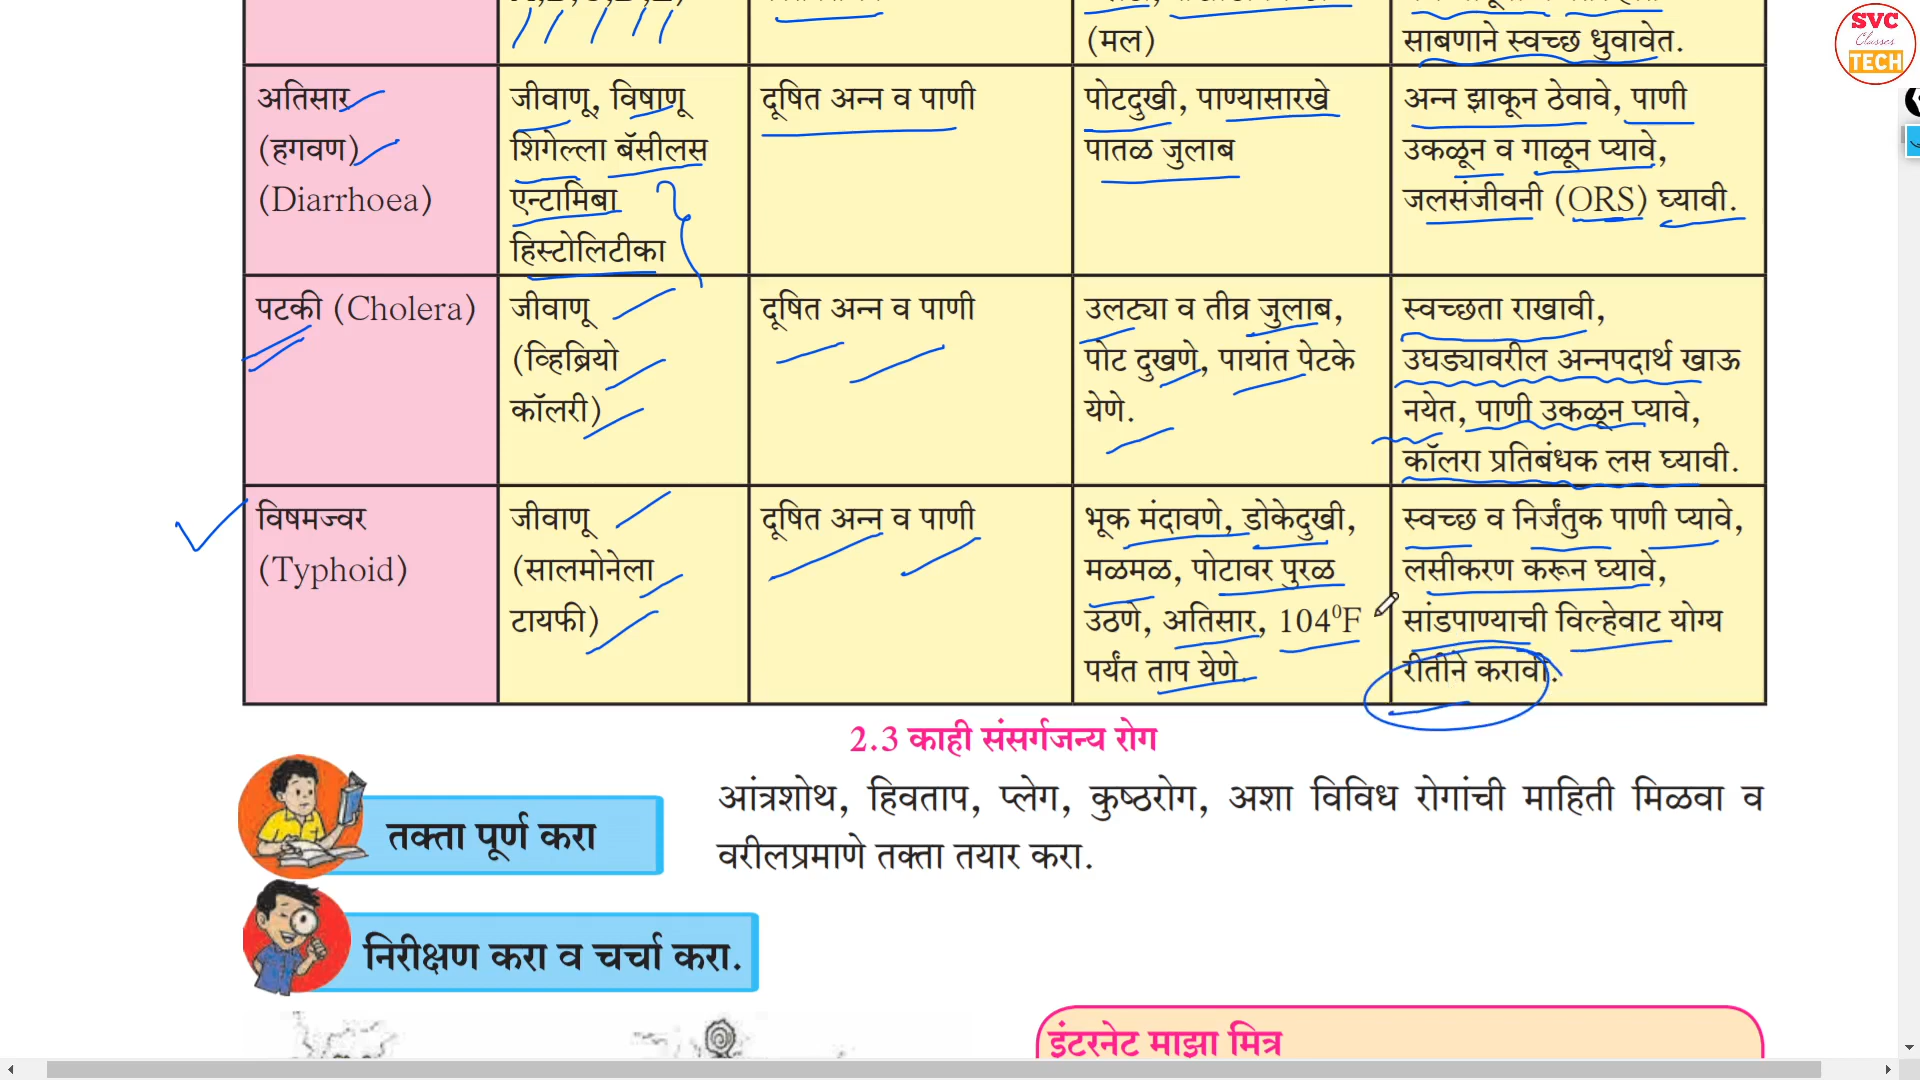 SVC
Classes
TECH
(मल)
साबणाने स्वच्छ धुवावेत.
अतिसार
(हगवण)
(Diarrhoea)
जीवाणू, विषाणू
शिगेल्ला बॅसीलस
एन्टामिबा
हिस्टोलिटीका
दूषित अन्न व पाणी
पोटदुखी, पाण्यासारखे
पातळ जुलाब
अन्न झाकून ठेवावे, पाणी
उकळून व गाळून प्यावे,
जलसंजीवनी (ORS) घ्यावी.
पटकी (Cholera)
जीवाणू
(व्हिब्रियो
कॉलरी)
दूषित अन्न व पाणी
उलट्या व तीव्र जुलाब,
पोट दुखणे, पायांत पेटके
येणे.
स्वच्छता राखावी,
उघड्यावरील अन्नपदार्थ खाऊ
नयेत, पाणी उकळून प्यावे,
कॉलरा प्रतिबंधक लस घ्यावी.
विषमज्वर
(Typhoid)
जीवाणू
(सालमोनेला
टायफी)
दूषित अन्न व पाणी
भूक मंदावणे, डोकेदुखी,
मळमळ, पोटावर पुरळ
उठणे, अतिसार, 104⁰F
पर्यंत ताप येणे.
स्वच्छ व निर्जंतुक पाणी प्यावे,
लसीकरण करून घ्यावे,
सांडपाण्याची विल्हेवाट योग्य
रीतीने करावी.
2.3 काही संसर्गजन्य रोग
तक्ता पूर्ण करा
आंत्रशोथ, हिवताप, प्लेग, कुष्ठरोग, अशा विविध रोगांची माहिती मिळवा व
वरीलप्रमाणे तक्ता तयार करा.
निरीक्षण करा व चर्चा करा.
इंटरनेट माझा मित्र